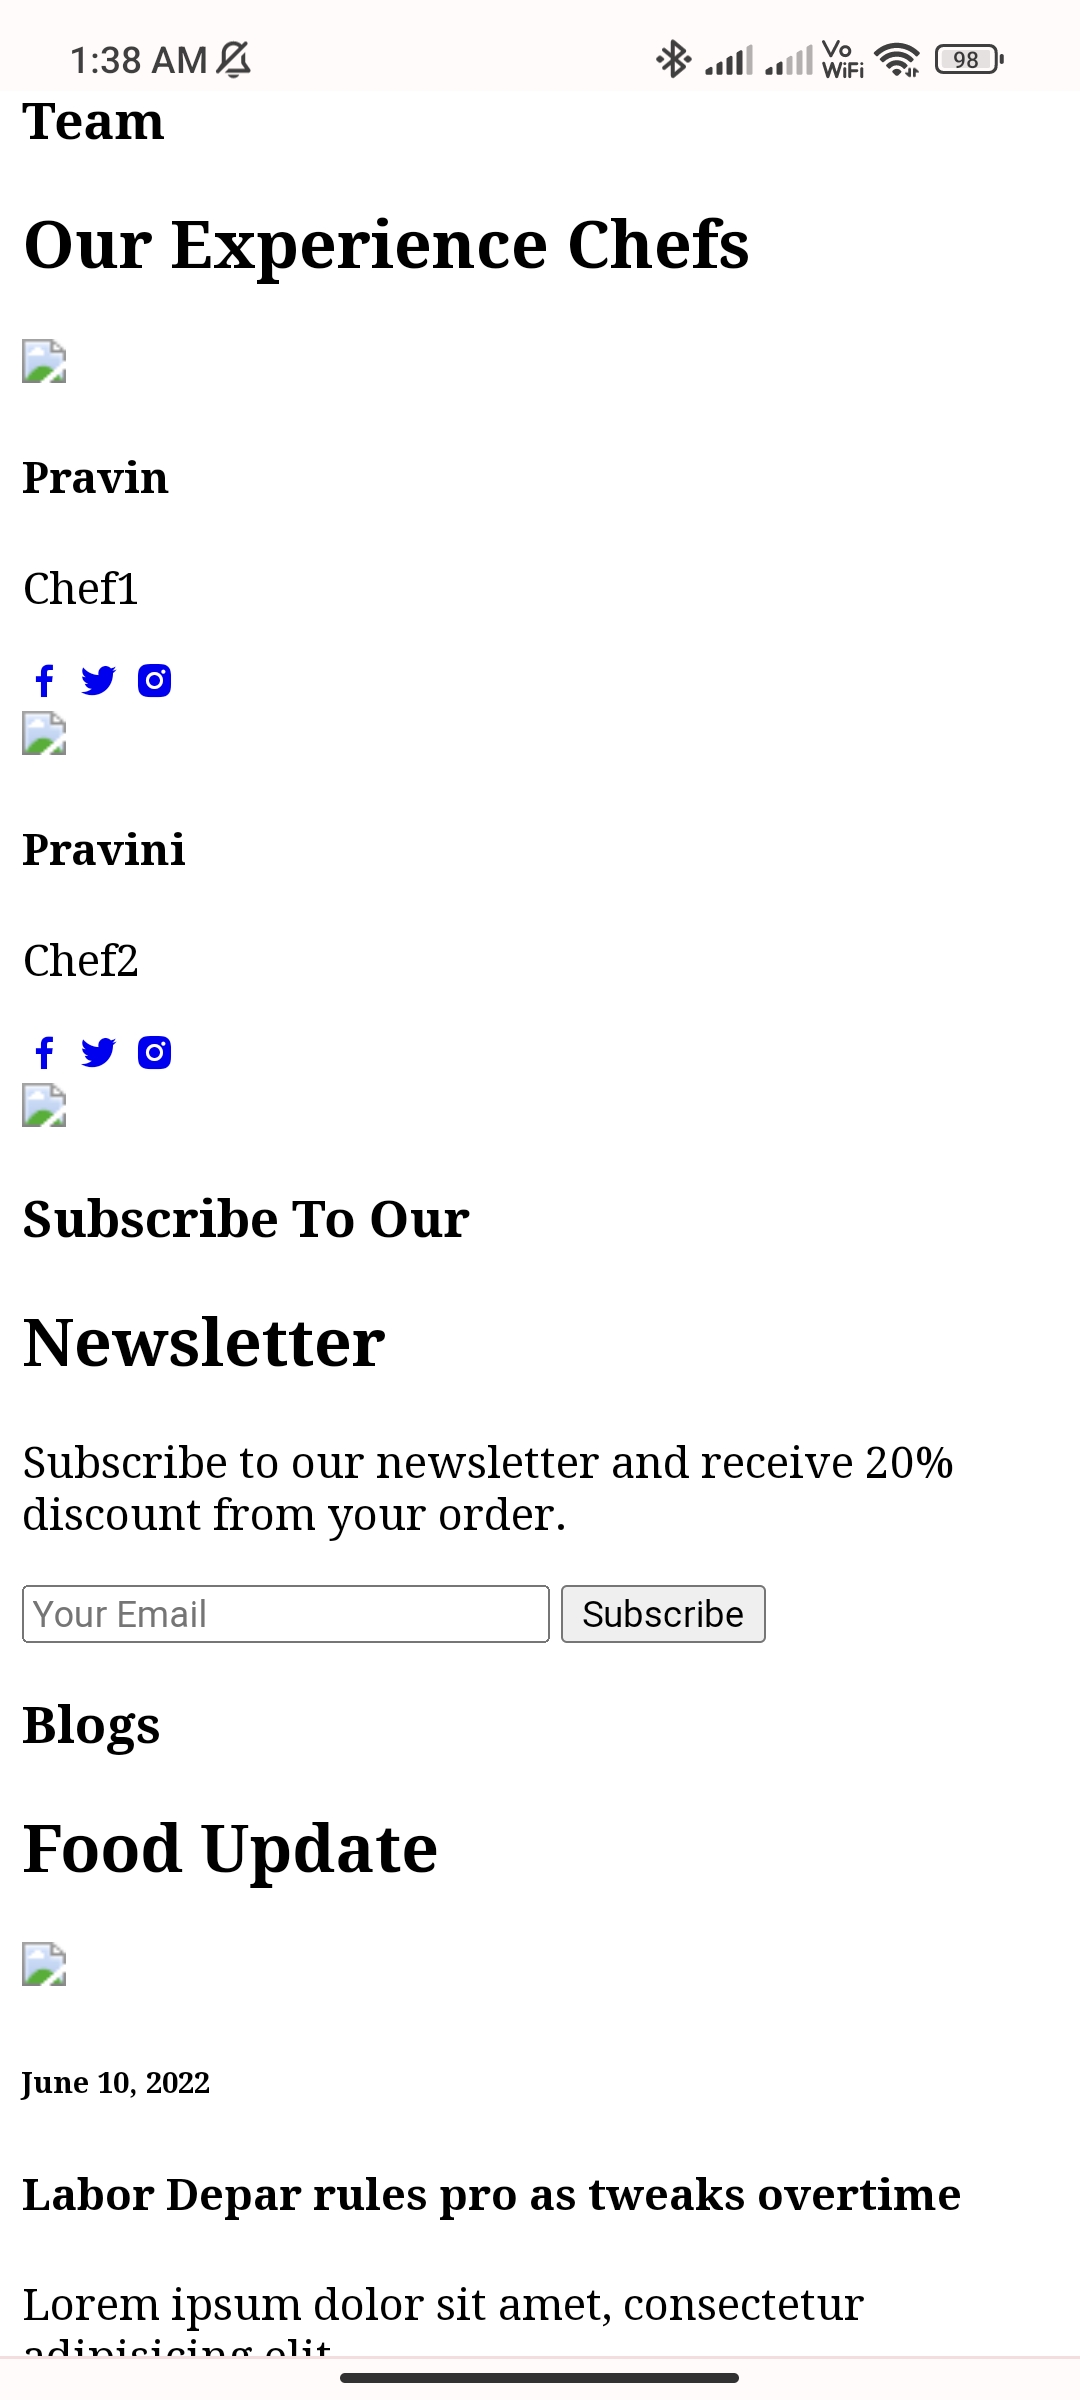 1:38 AM
Vo
WiFi
98
Team
Our Experience Chefs
Pravin
Chef1
Pravini
Chef2
Subscribe To Our
Newsletter
Subscribe to our newsletter and receive 20%
discount from your order.
Your Email
Subscribe
Blogs
Food Update
June 10, 2022
Labor Depar rules pro as tweaks overtime
Lorem ipsum dolor sit amet, consectetur
adipisicing elit